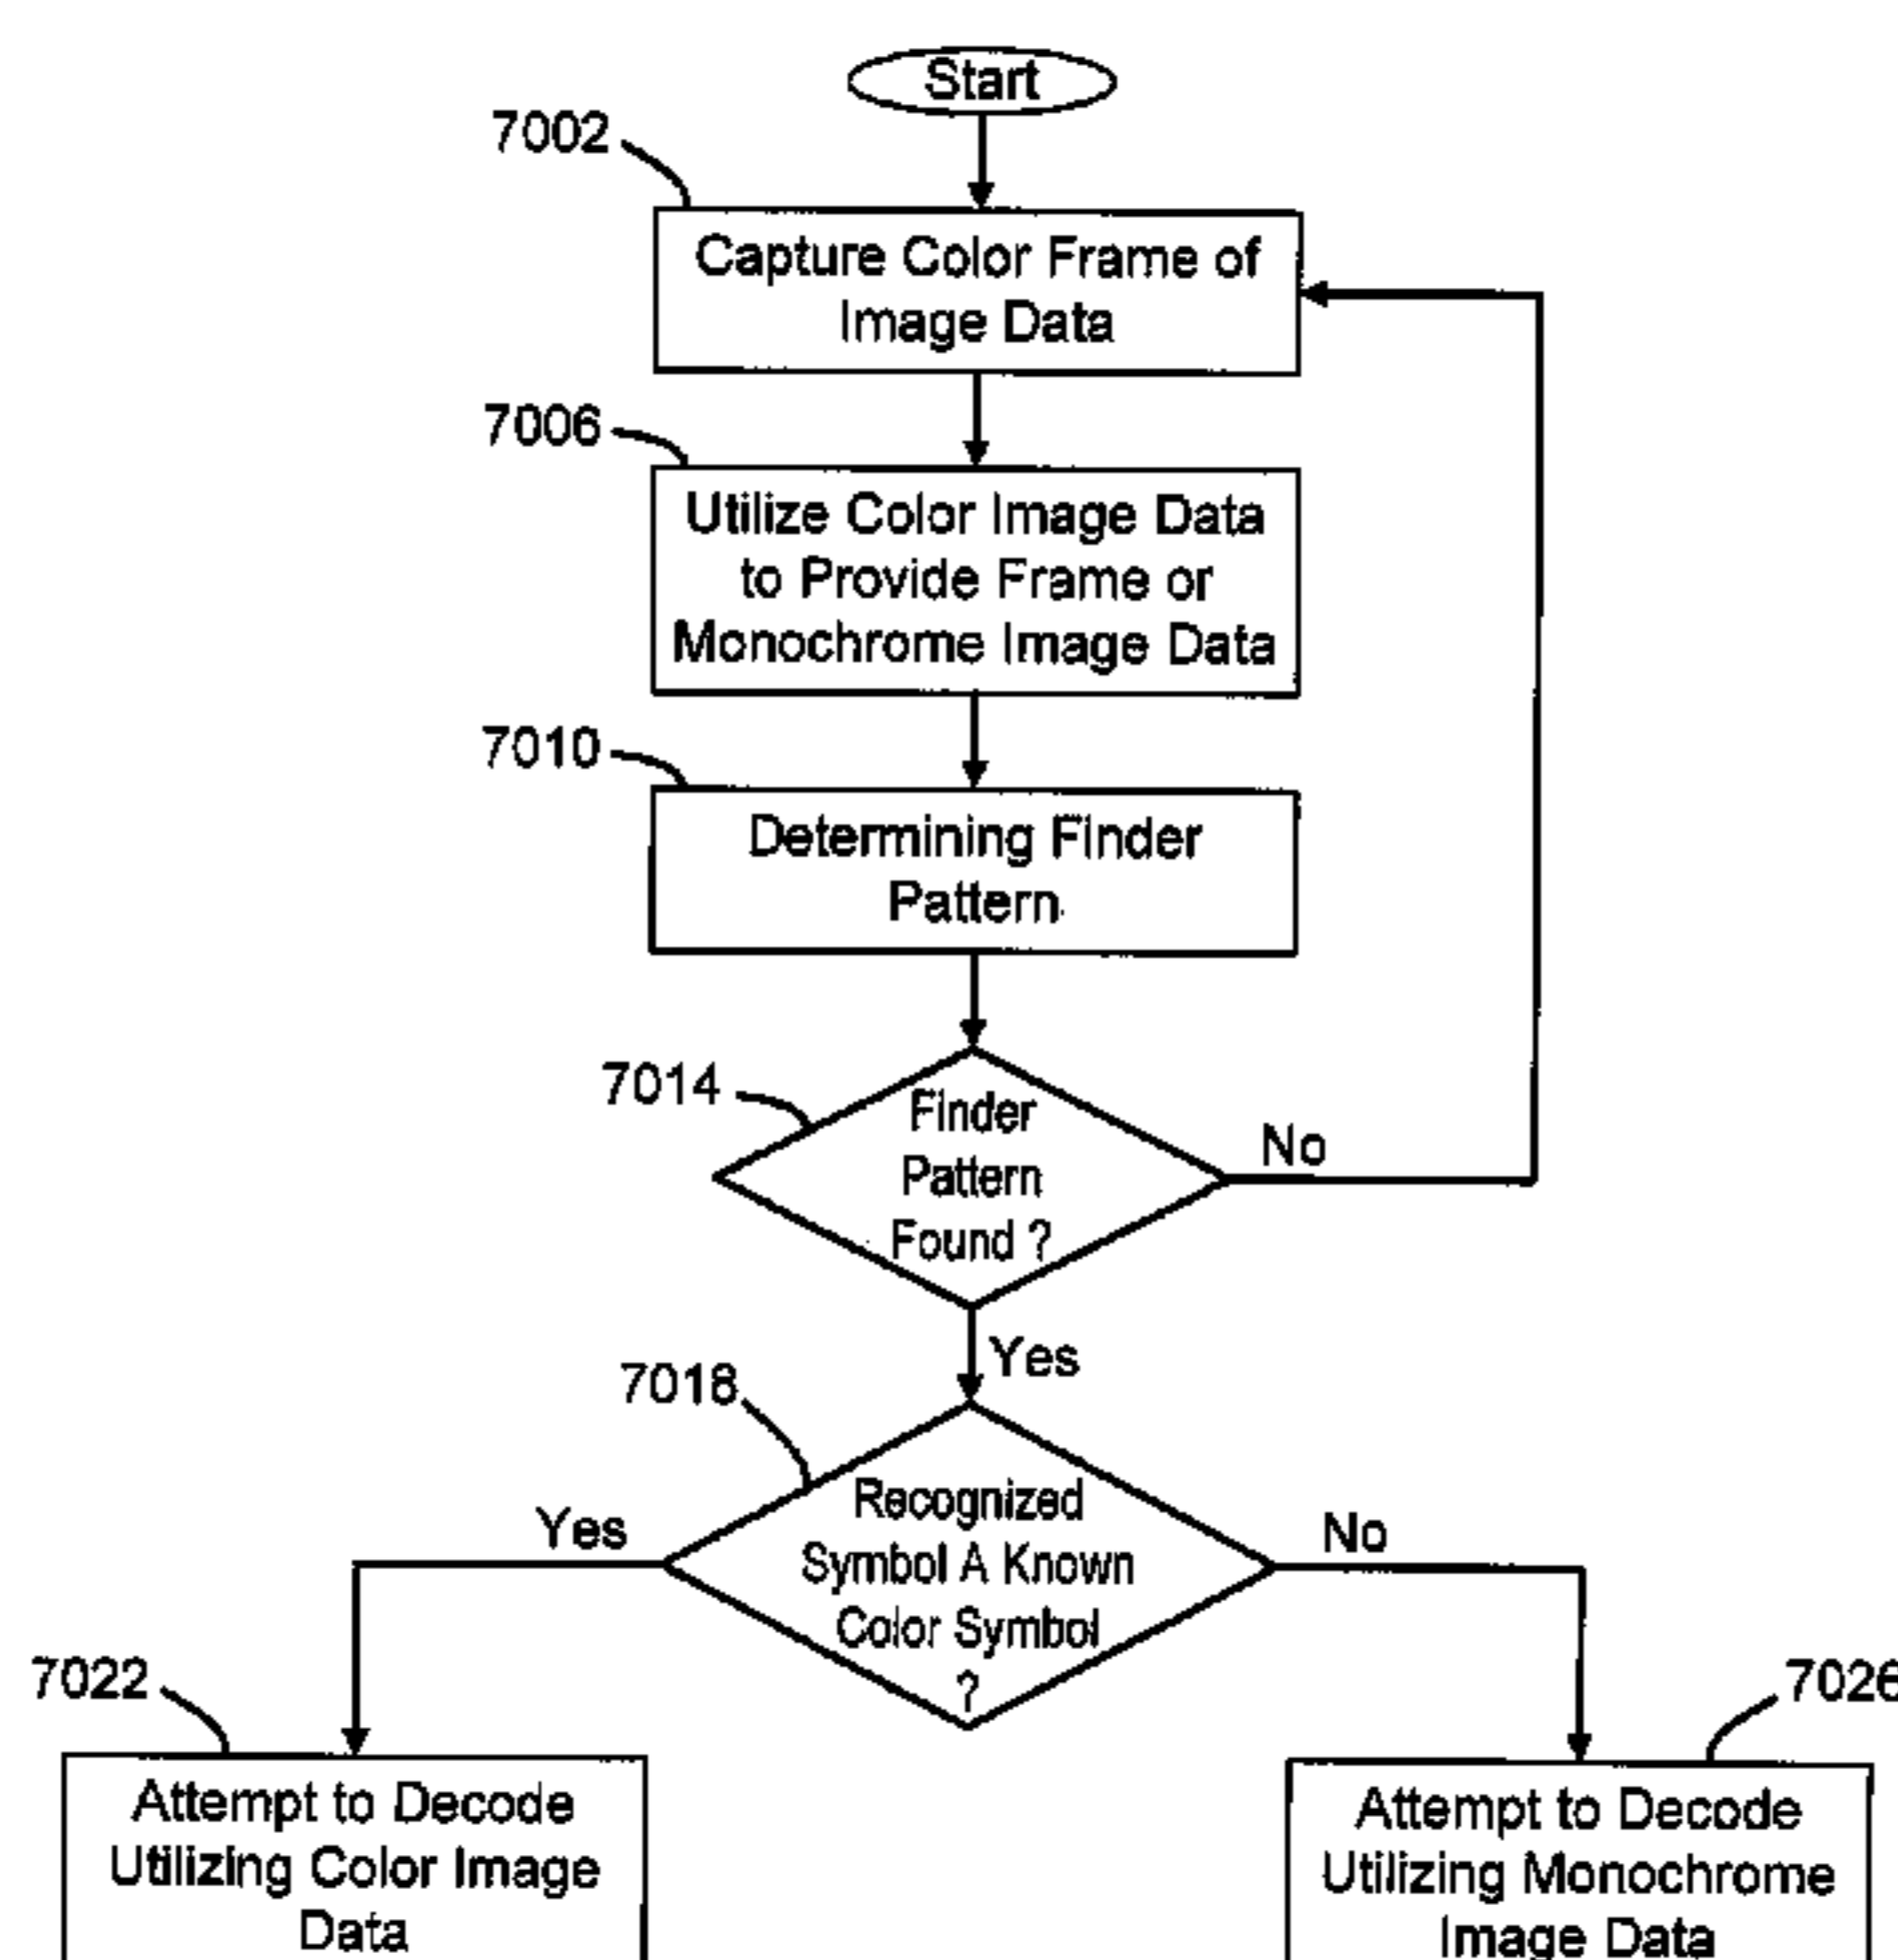 Start
7002
Capture Color Frame of
Image Data
7006
Utilize Color Image Data
to Provide Frame or
Monochrome Image Data
7010
Determining Finder
Pattern
7014
Finder
Pattern
Found ?
No
Yes
7018
Recognized
Symbol A Known
Color Symbol
?
Yes
No
7022
7026
Attempt to Decode
Utilizing Color Image
Data
Attempt to Decode
Utilizing Monochrome
Image Data